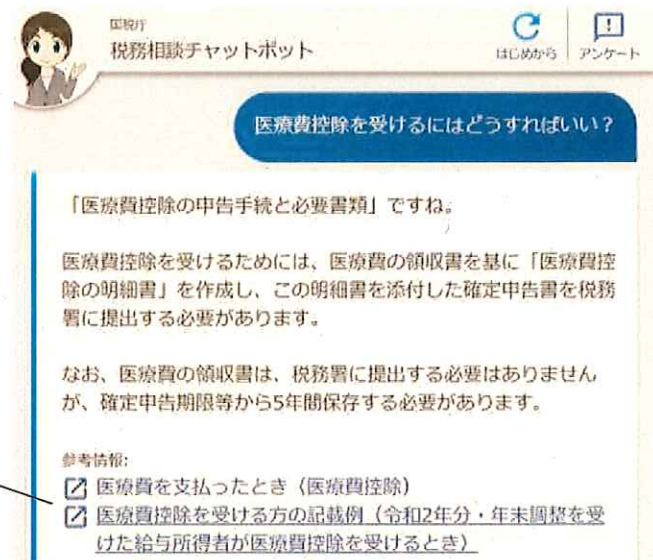 国税庁
税務相談チャットボット
はじめから
アンケート
医療費控除を受けるにはどうすればいい？
「医療費控除の申告手続と必要書類」ですね。
医療費控除を受けるためには、医療費の領収書を基に「医療費控
除の明細書」を作成し、この明細書を添付した確定申告書を税務
署に提出する必要があります。
なお、医療費の領収書は、税務署に提出する必要はありません
が、確定申告期限等から5年間保存する必要があります。
参考情報:
医療費を支払ったとき（医療費控除）
医療費控除を受ける方の記載例（令和2年分・年末調整を受
けた給与所得者が医療費控除を受けるとき）